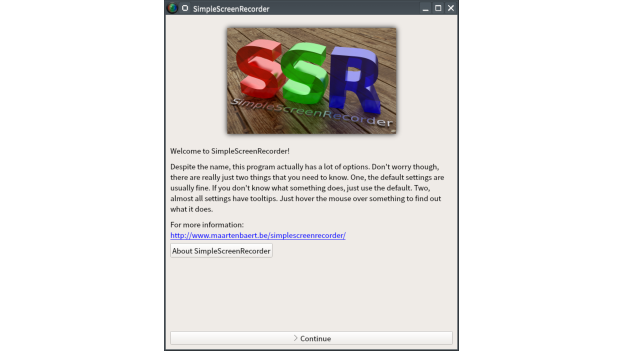 SimpleScreenRecorder
SSR
SimpleScreenRecorder
Welcome to SimpleScreenRecorder!
Despite the name, this program actually has a lot of options. Don't worry though,
there are really just two things that you need to know. One, the default settings are
usually fine. If you don't know what something does, just use the default. Two,
almost all settings have tooltips. Just hover the mouse over something to find out
what it does.
For more information:
http://www.maartenbaert.be/simplescreenrecorder/
About SimpleScreenRecorder
Continue